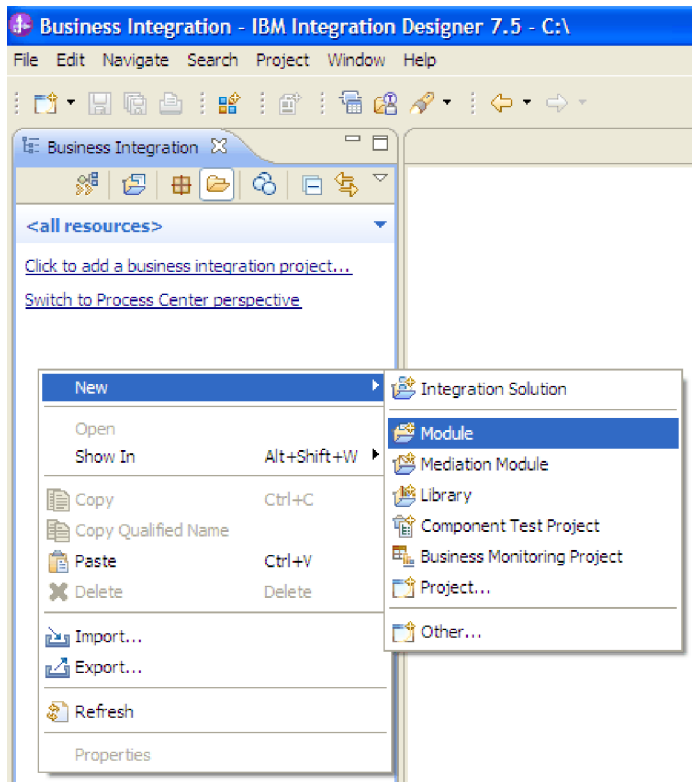 Business Integration - IBM Integration Designer 7.5 - C:\
File Edit Navigate Search Project Window Help
Business Integration
<all resources>
Click to add a business integration project...
Switch to Process Center perspective
New
Open
Show In Alt+Shift+W
Copy Ctrl+C
Copy Qualified Name
Paste Ctrl+V
Delete Delete
Import...
Export...
Refresh
Properties
Integration Solution
Module
Mediation Module
Library
Component Test Project
Business Monitoring Project
Project...
Other...